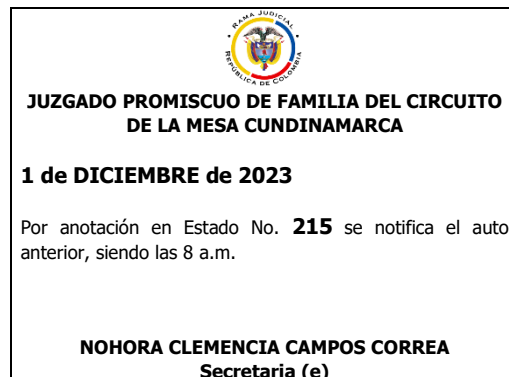 RAMA JUDICIAL
REPÚBLICA DE COLOMBIA
JUZGADO PROMISCUO DE FAMILIA DEL CIRCUITO
DE LA MESA CUNDINAMARCA
1 de DICIEMBRE de 2023
Por anotación en Estado No. 215 se notifica el auto
anterior, siendo las 8 a.m.
NOHORA CLEMENCIA CAMPOS CORREA
Secretaria (e)